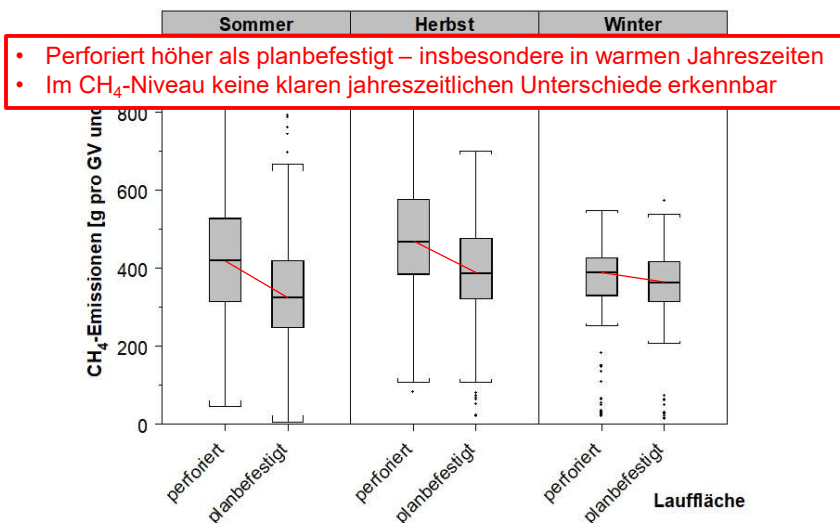 Sommer Herbst Winter
• Perforiert höher als planbefestigt – insbesondere in warmen Jahreszeiten
• Im CH₄-Niveau keine klaren jahreszeitlichen Unterschiede erkennbar
CH₄-Emissionen [g pro GV und
800
600
400
200
0
perforiert
planbefestigt
perforiert
planbefestigt
perforiert
planbefestigt
Lauffläche